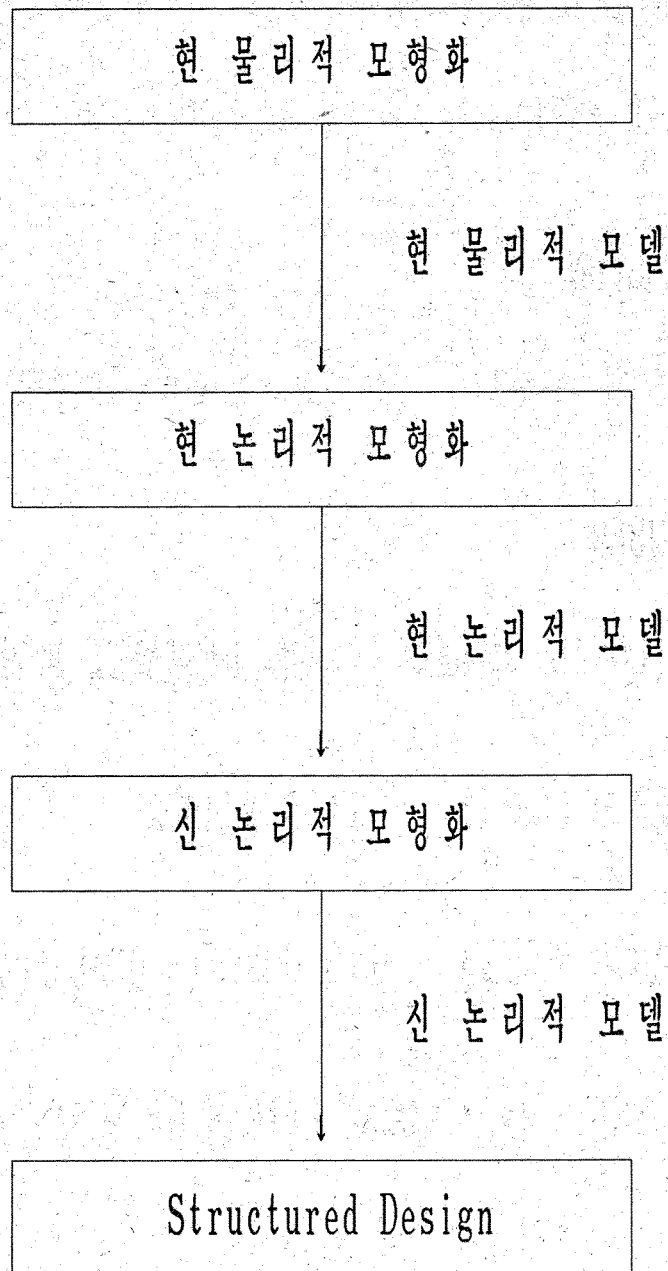 현 물리적 모형화
현 물리적 모델
현 논리적 모형화
현 논리적 모델
신 논리적 모형화
신 논리적 모델
Structured Design